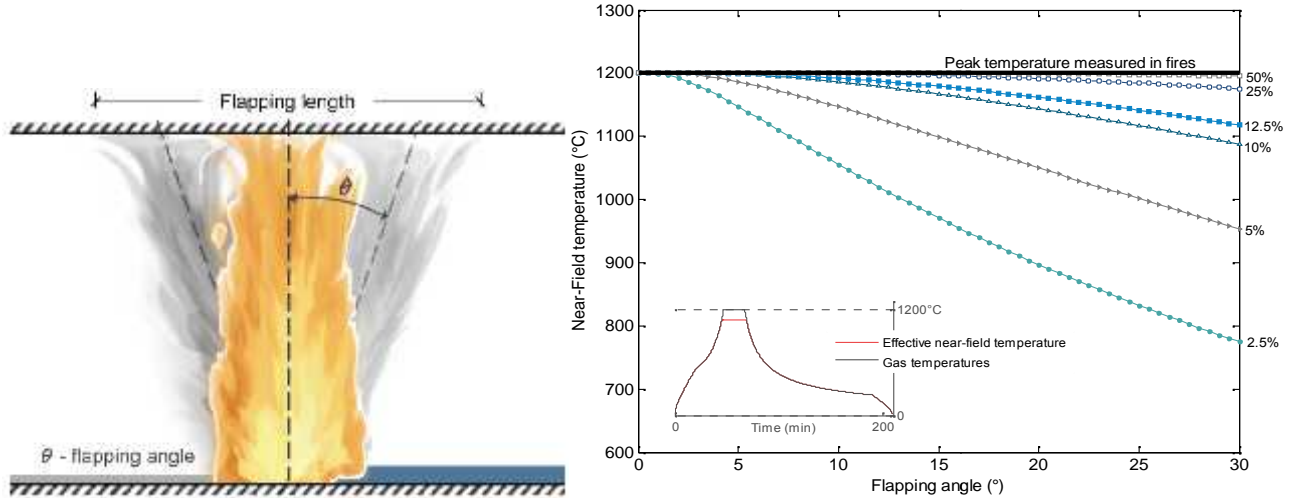 Flapping length
θ
θ - flapping angle
1300
1200
1100
1000
900
800
700
600
Near-Field temperature (°C)
Peak temperature measured in fires
50%
25%
12.5%
10%
5%
2.5%
1200°C
Effective near-field temperature
Gas temperatures
0
0
Time (min)
200
0
5
10
15
20
25
30
Flapping angle (°)